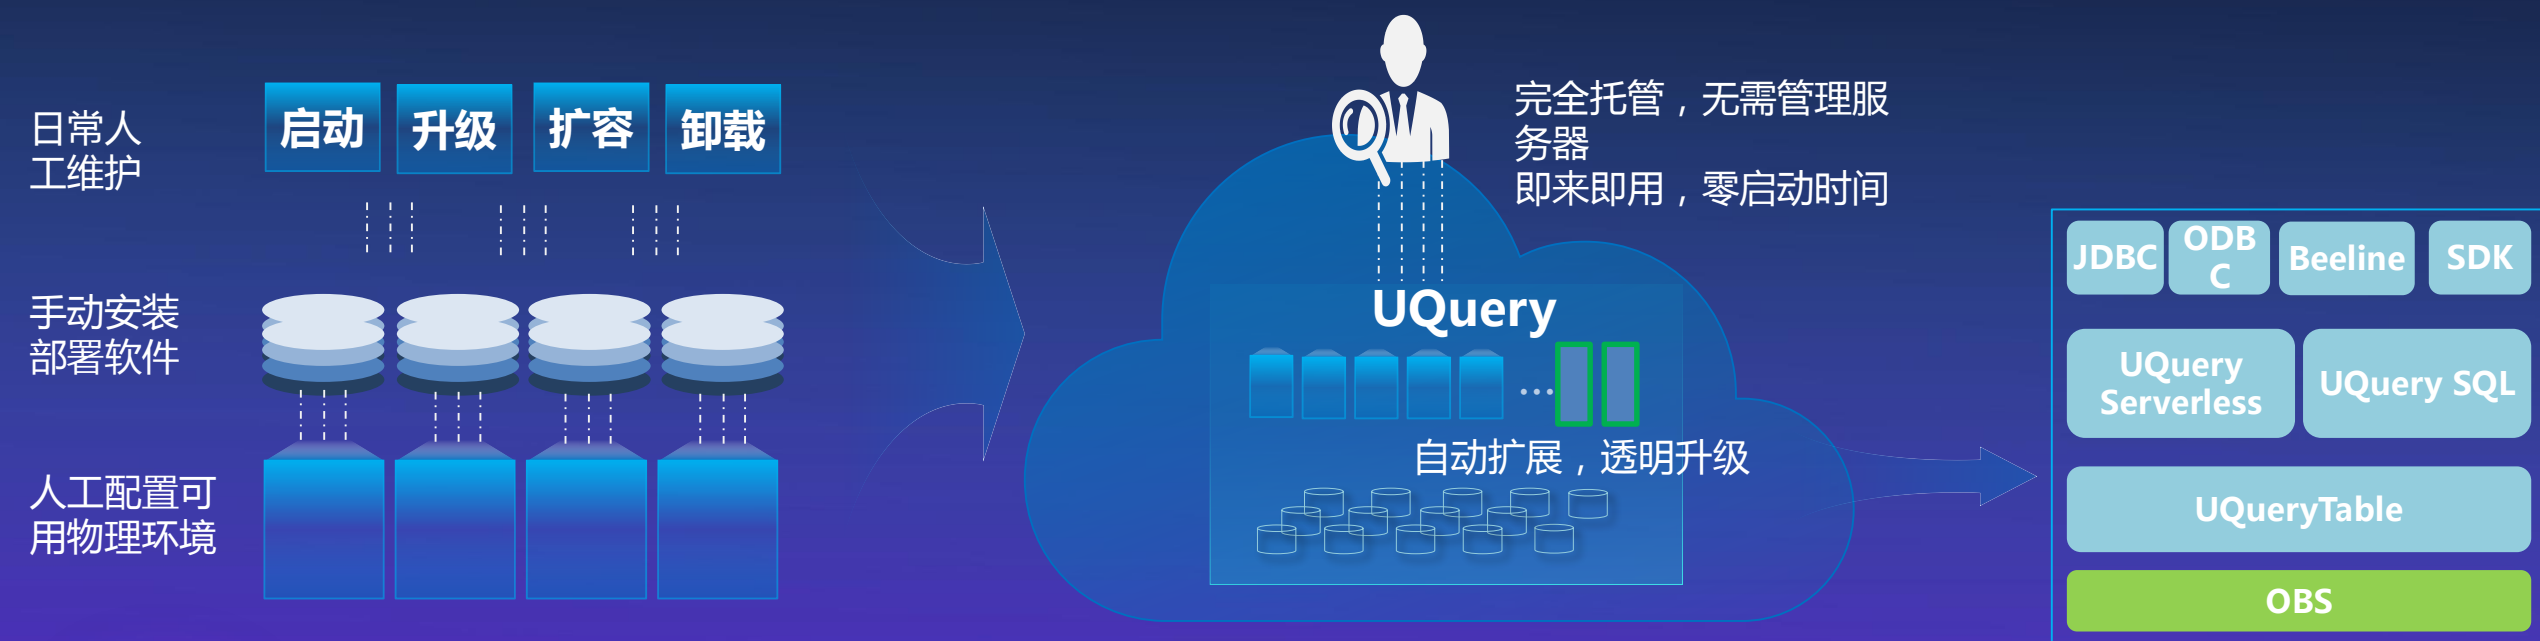 日常人
工维护
启动
升级
扩容
卸载
手动安装
部署软件
人工配置可
用物理环境
完全托管，无需管理服
务器
即来即用，零启动时间
UQuery
...
自动扩展，透明升级
JDBC
ODB
C
Beeline
SDK
UQuery
Serverless
UQuery SQL
UQueryTable
OBS